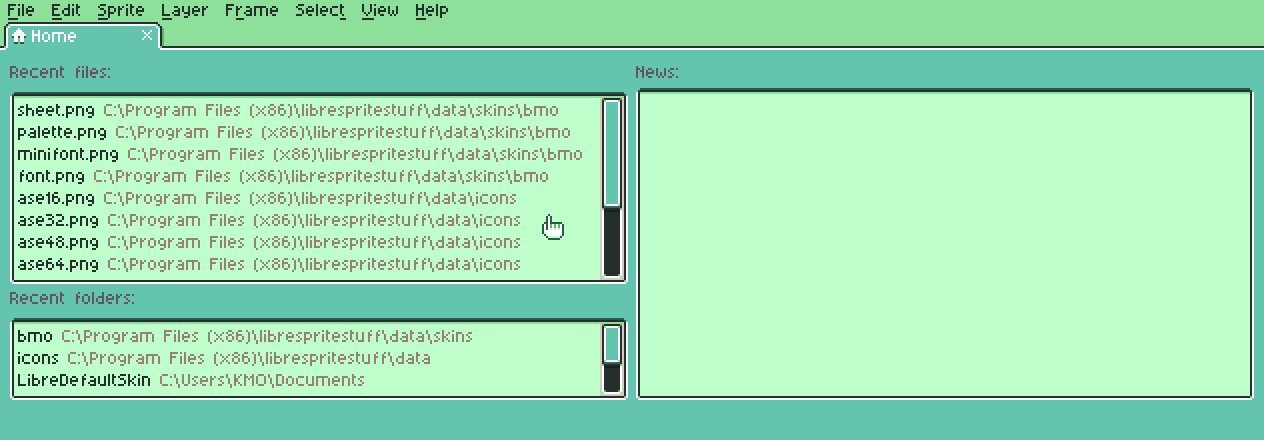 File Edit Sprite Layer Frame Select View Help
Home
Recent files:
sheet.png C:\Program Files (x86)\librespritestuff\data\skins\bmo
palette.png C:\Program Files (x86)\librespritestuff\data\skins\bmo
minifont.png C:\Program Files (x86)\librespritestuff\data\skins\bmo
font.png C:\Program Files (x86)\librespritestuff\data\skins\bmo
ase16.png C:\Program Files (x86)\librespritestuff\data\icons
ase32.png C:\Program Files (x86)\librespritestuff\data\icons
ase48.png C:\Program Files (x86)\librespritestuff\data\icons
ase64.png C:\Program Files (x86)\librespritestuff\data\icons
Recent folders:
bmo C:\Program Files (x86)\librespritestuff\data\skins
icons C:\Program Files (x86)\librespritestuff\data
LibreDefaultSkin C:\Users\KMO\Documents
News: